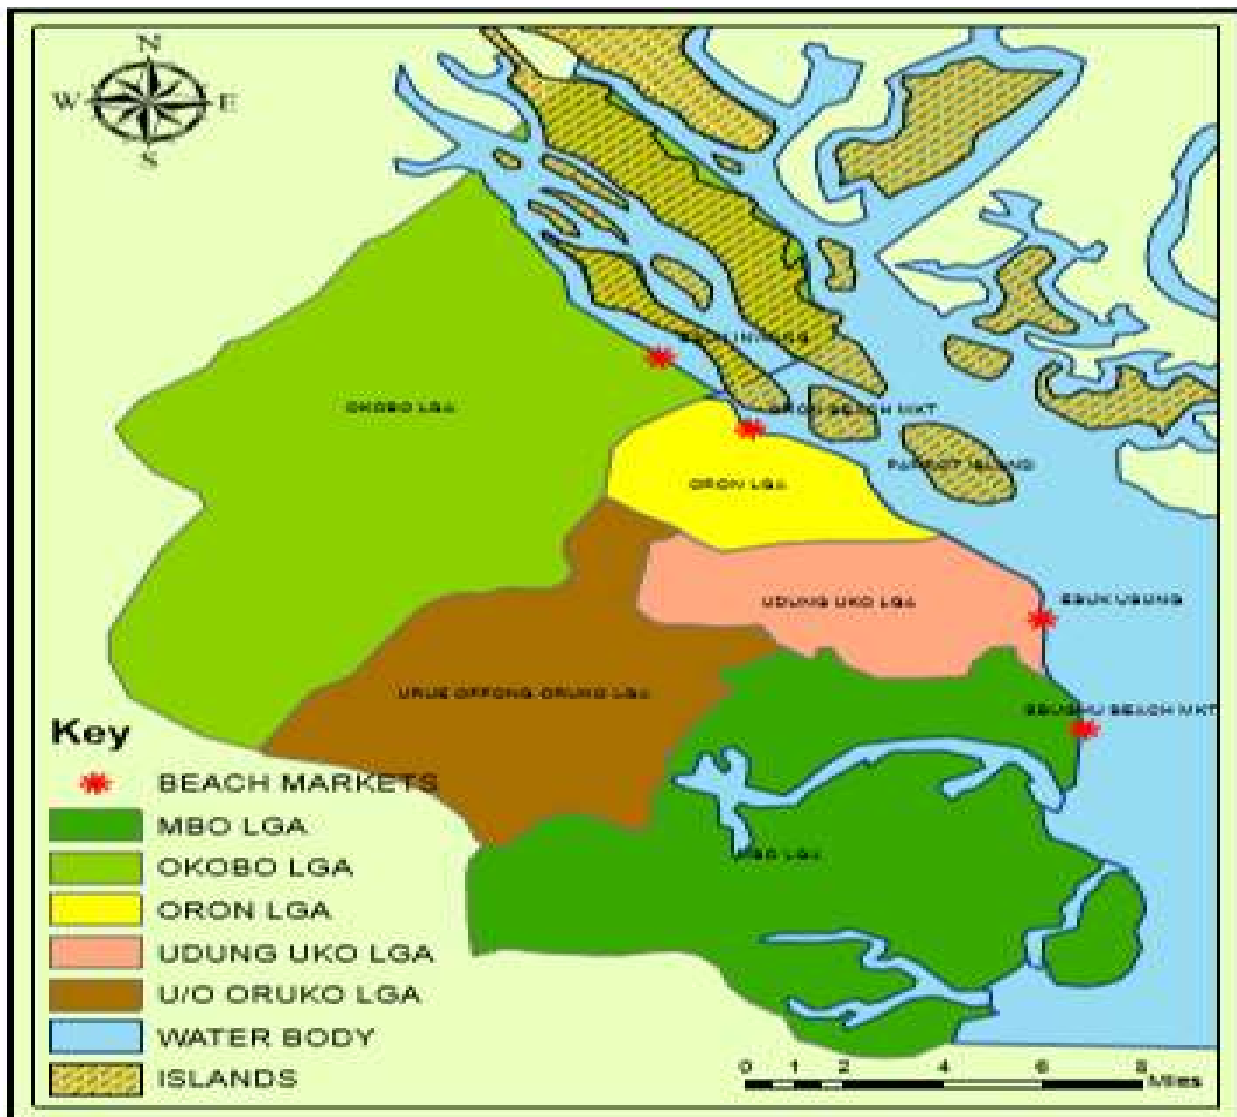 N
W E
S
OKOBO LGA
ORON BEACH MKT
PARROT ISLAND
ORON LGA
UDUNG UKO LGA
URUE OFFONG ORUKO LGA
BEACH MKT
MBO LGA
Key
BEACH MARKETS
MBO LGA
OKOBO LGA
ORON LGA
UDUNG UKO LGA
U/O ORUKO LGA
WATER BODY
ISLANDS
0 1 2 4 6 8
Miles